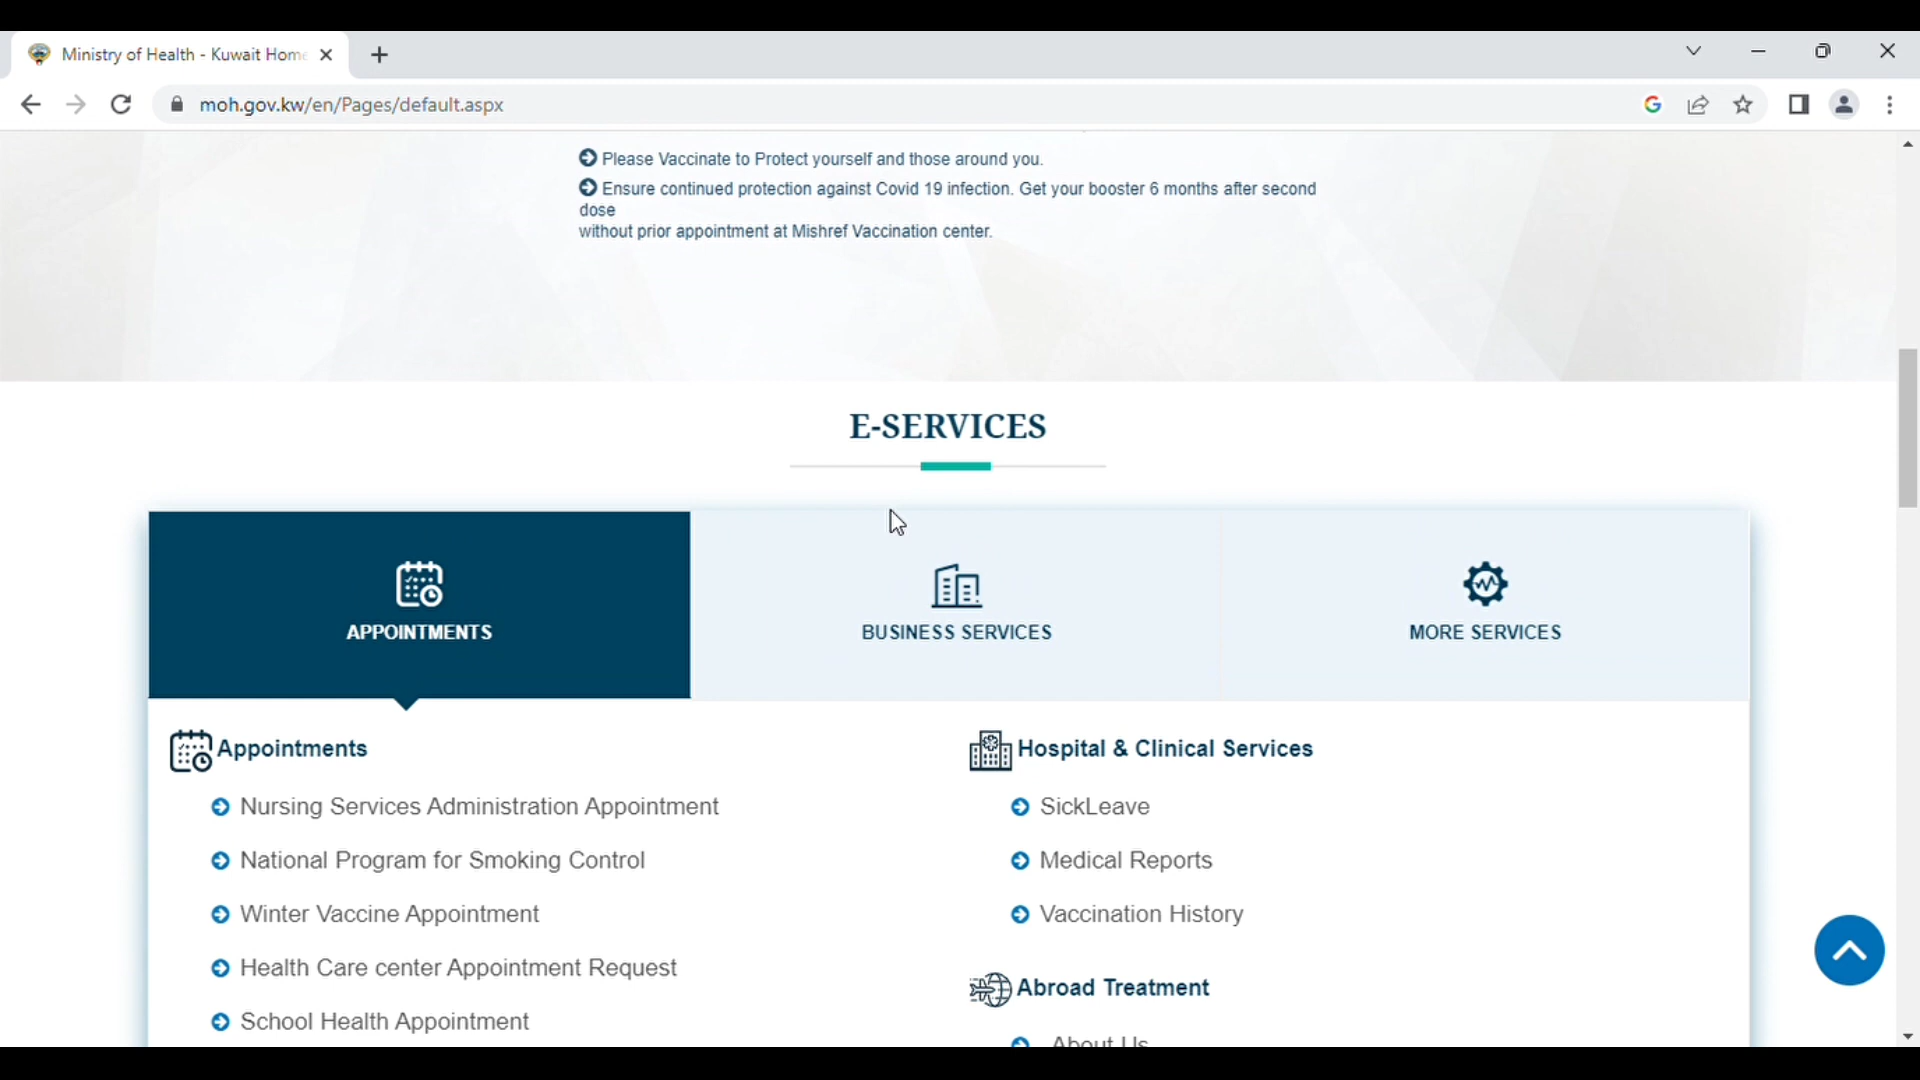 Ministry of Health - Kuwait Home
moh.gov.kw/en/Pages/default.aspx
Please Vaccinate to Protect yourself and those around you.
Ensure continued protection against Covid 19 infection. Get your booster 6 months after second
dose
without prior appointment at Mishref Vaccination center.
E-SERVICES
APPOINTMENTS
BUSINESS SERVICES
MORE SERVICES
Appointments
Nursing Services Administration Appointment
National Program for Smoking Control
Winter Vaccine Appointment
Health Care center Appointment Request
School Health Appointment
Hospital & Clinical Services
SickLeave
Medical Reports
Vaccination History
Abroad Treatment
About Us